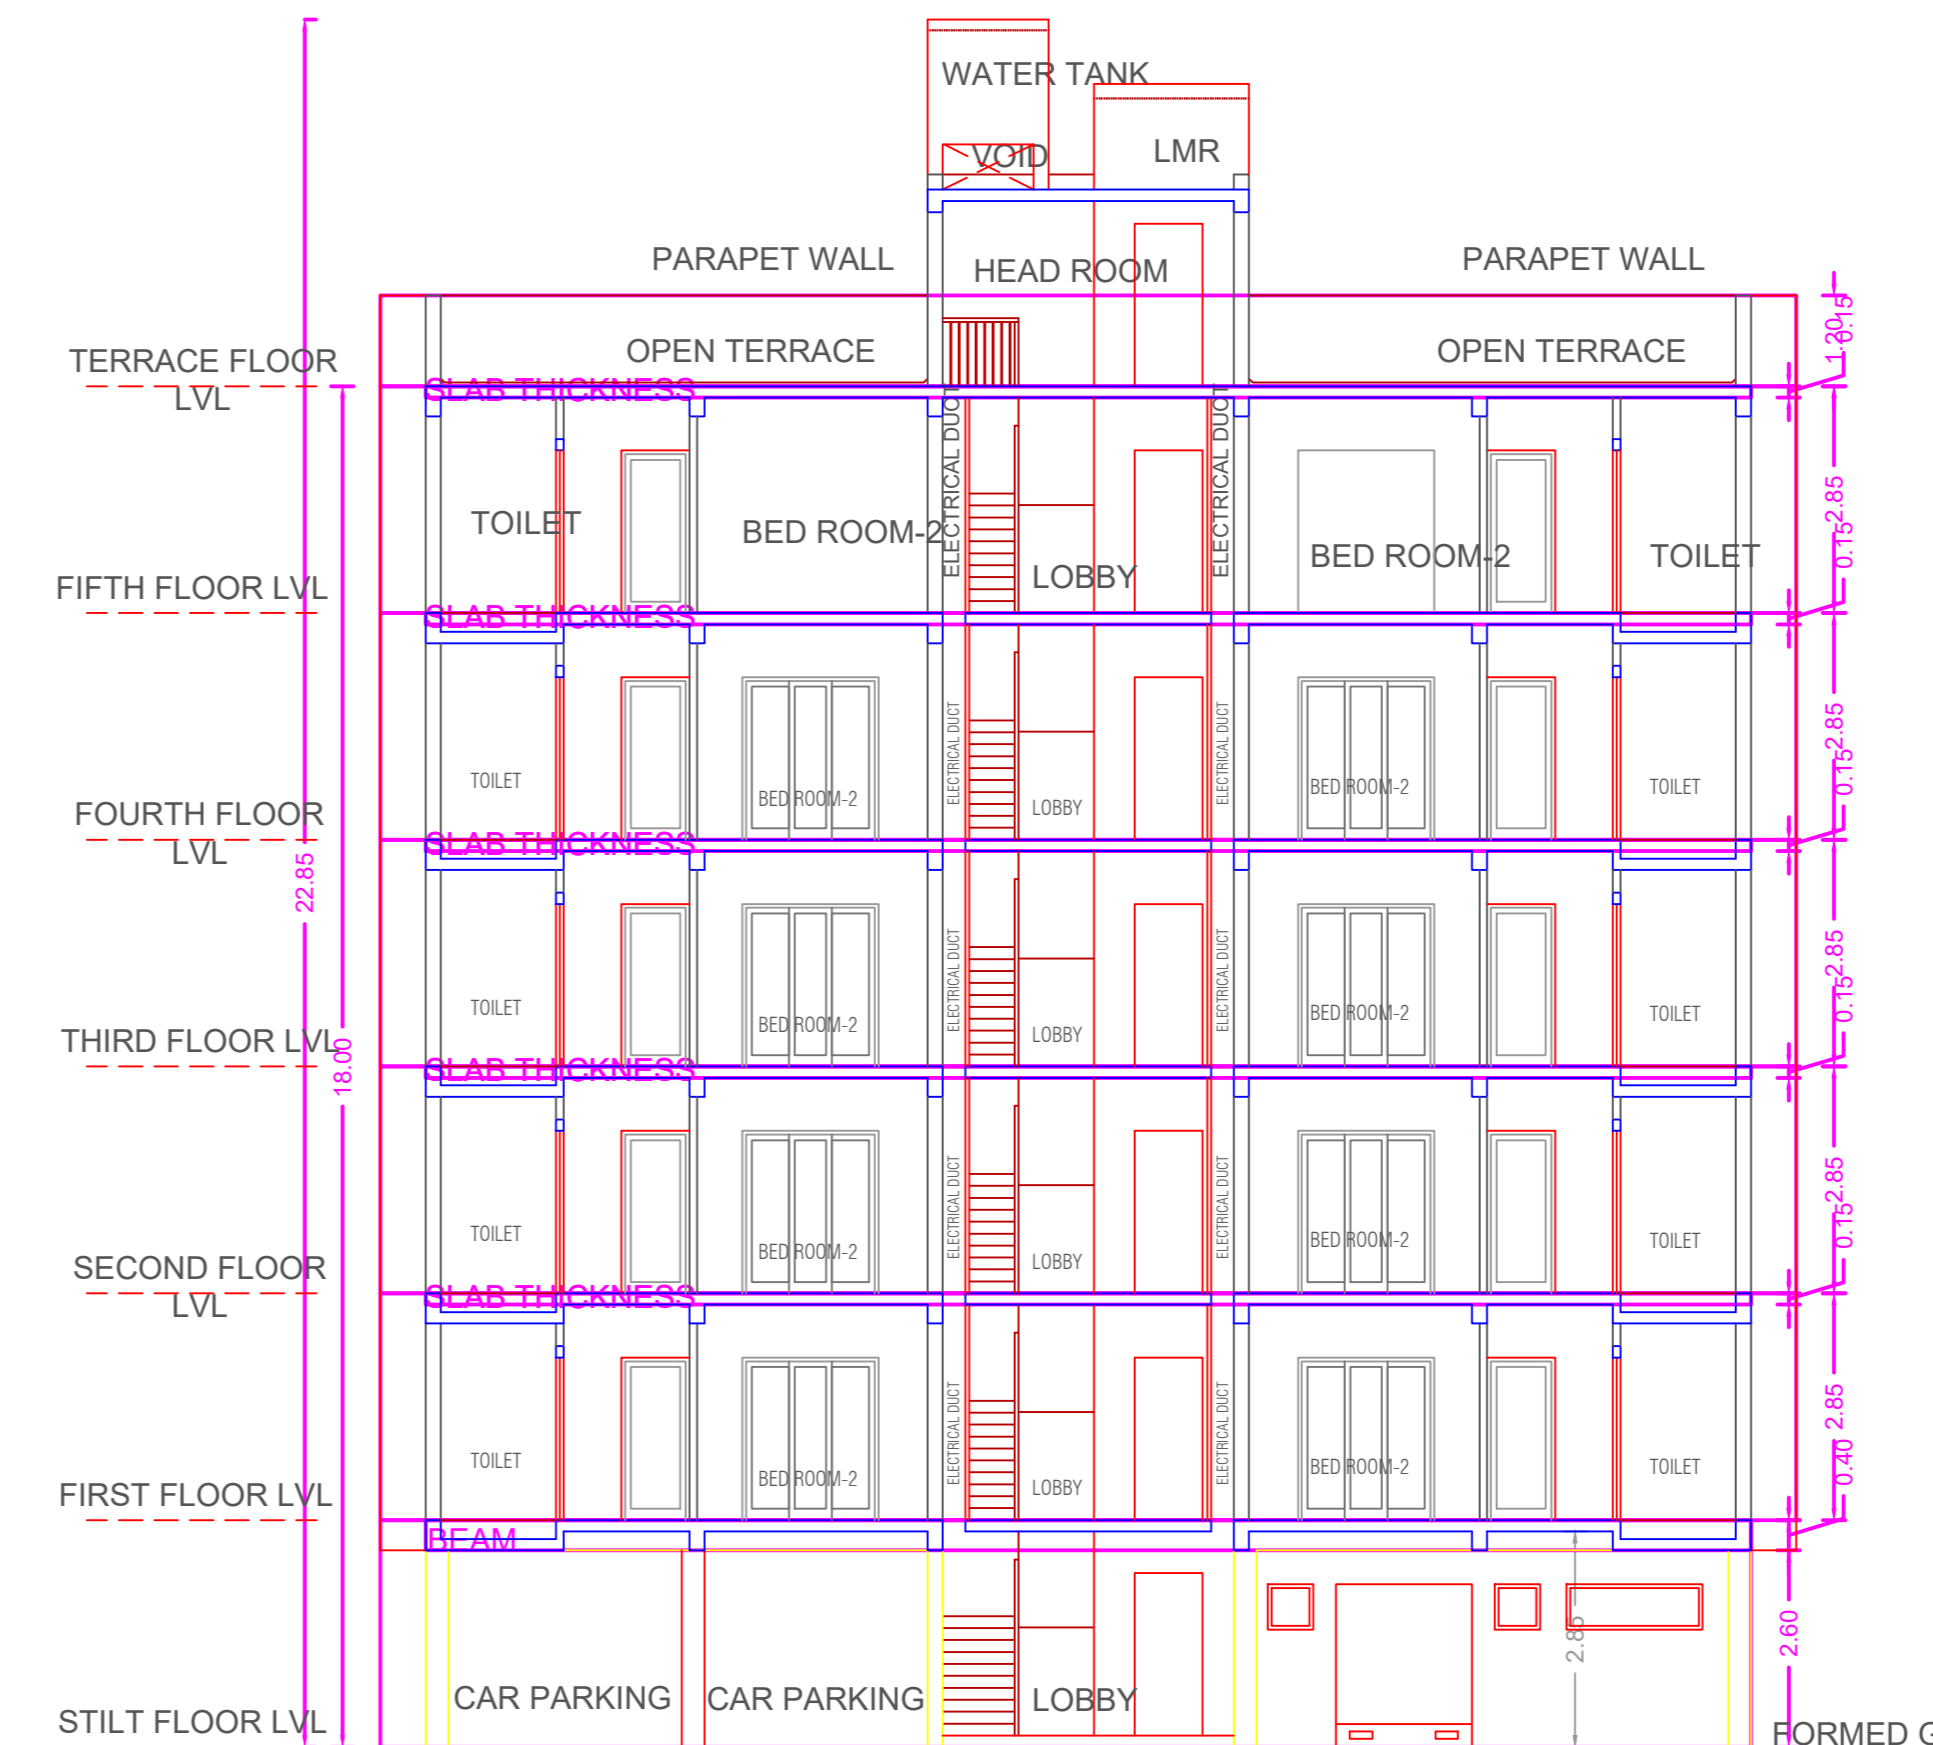 WATER TANK
VOID
LMR
PARAPET WALL
HEAD ROOM
PARAPET WALL
OPEN TERRACE
OPEN TERRACE
1.20
0.15
TERRACE FLOOR
LVL
SLAB THICKNESS
ELECTRICAL DUCT
ELECTRICAL DUCT
TOILET
BED ROOM-2
LOBBY
BED ROOM-2
TOILET
2.85
0.15
FIFTH FLOOR LVL
SLAB THICKNESS
ELECTRICAL DUCT
ELECTRICAL DUCT
TOILET
BED ROOM-2
LOBBY
BED ROOM-2
TOILET
2.85
0.15
FOURTH FLOOR
LVL
SLAB THICKNESS
22.85
ELECTRICAL DUCT
ELECTRICAL DUCT
TOILET
BED ROOM-2
LOBBY
BED ROOM-2
TOILET
2.85
0.15
THIRD FLOOR LVL
18.00
SLAB THICKNESS
ELECTRICAL DUCT
ELECTRICAL DUCT
TOILET
BED ROOM-2
LOBBY
BED ROOM-2
TOILET
2.85
0.15
SECOND FLOOR
LVL
SLAB THICKNESS
ELECTRICAL DUCT
ELECTRICAL DUCT
TOILET
BED ROOM-2
LOBBY
BED ROOM-2
TOILET
2.85
0.40
FIRST FLOOR LVL
BEAM
2.85
2.60
CAR PARKING
CAR PARKING
LOBBY
STILT FLOOR LVL
FORMED G